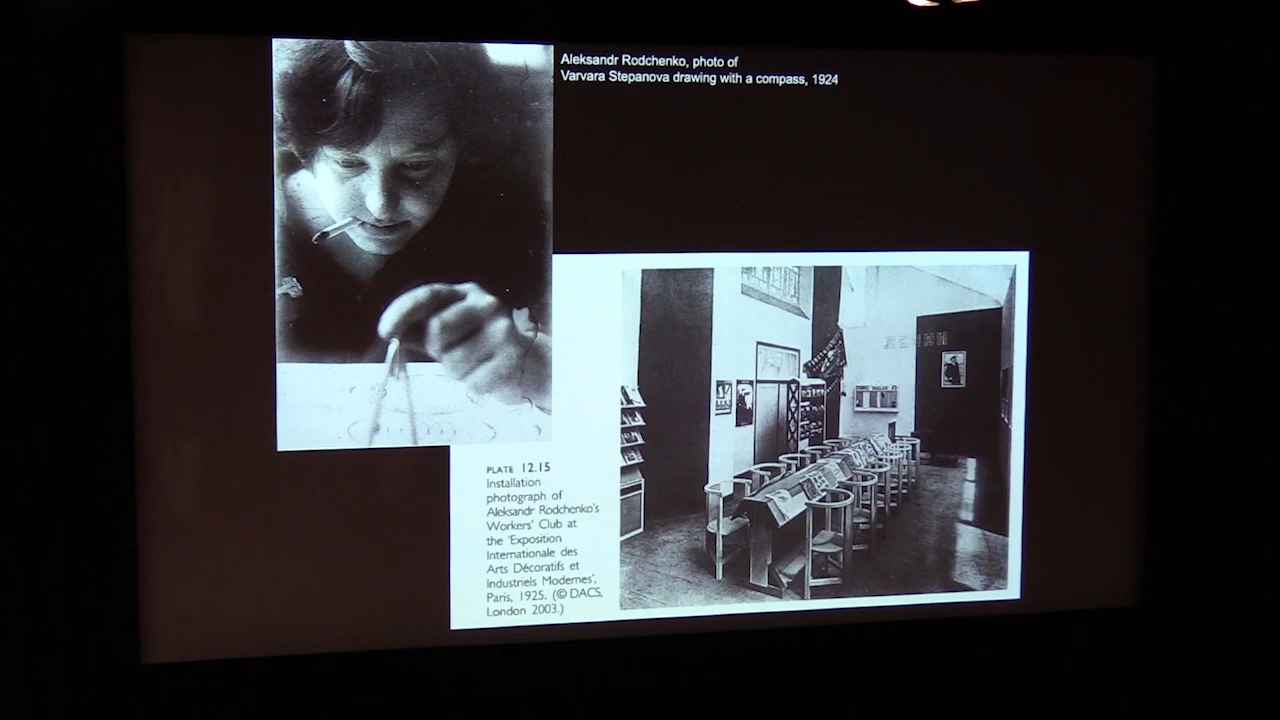 Aleksandr Rodchenko, photo of
Varvara Stepanova drawing with a compass, 1924
PLATE 12.15
Installation
photograph of
Aleksandr Rodchenko's
Workers' Club at
the 'Exposition
Internationale des
Arts Décoratifs et
Industriels Modernes',
Paris, 1925. (© DACS,
London 2003.)